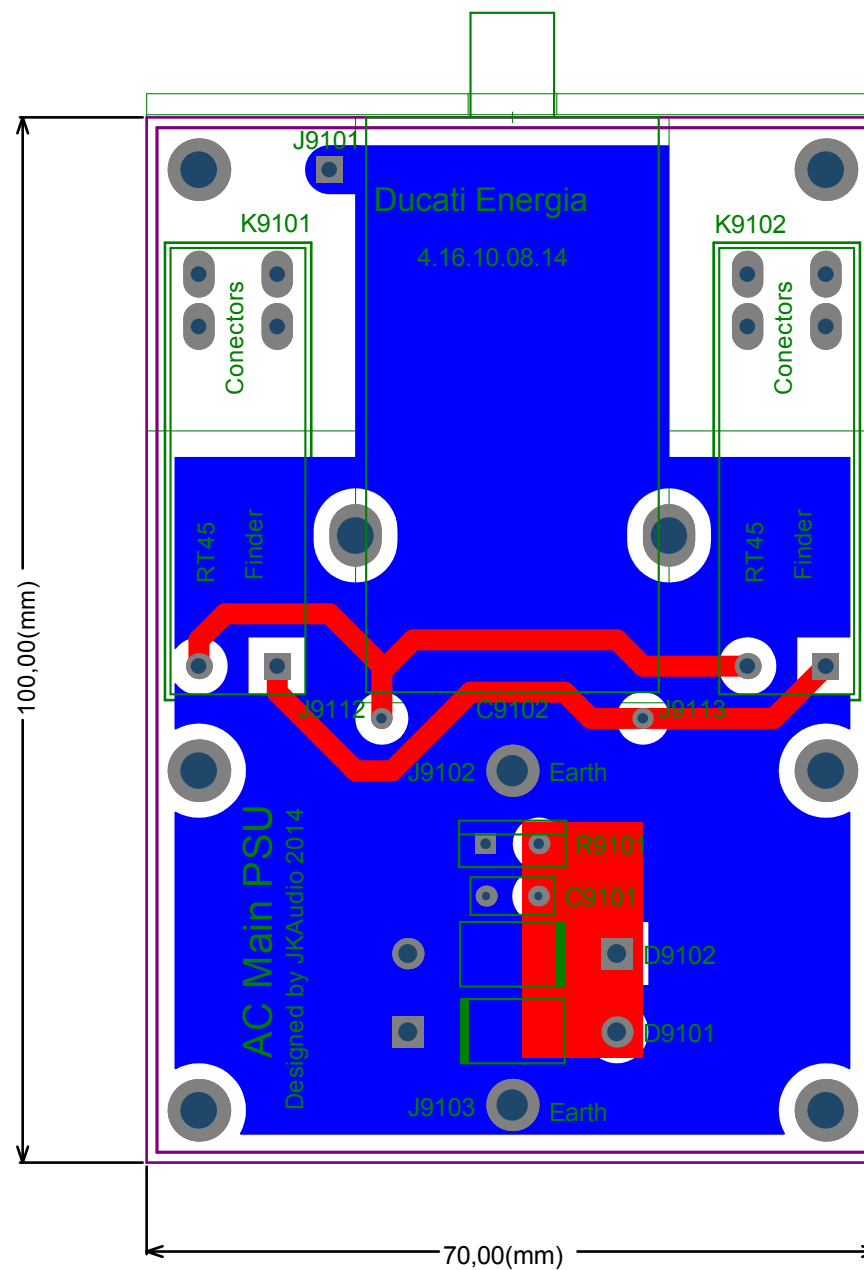 J9101
Ducati Energia
4.16.10.08.14
K9101
K9102
Conectors
Conectors
RT45
Finder
RT45
Finder
100,00(mm)
J9112
C9102
J9113
J9102
Earth
AC Main PSU
Designed by JKAudio 2014
R9101
C9101
D9102
D9101
J9103
Earth
70,00(mm)